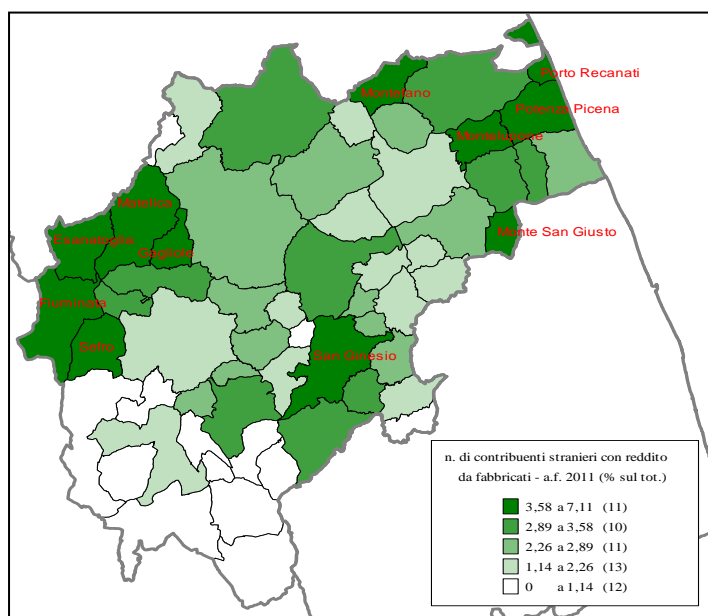 Porto Recanati
Montefano
Potenza Picena
Montelupone
Matelica
Monte San Giusto
Esanatoglia
Gagliole
Fiuminata
Sefro
San Ginesio
n. di contribuenti stranieri con reddito
da fabbricati - a.f. 2011 (% sul tot.)
3,58 a 7,11 (11)
2,89 a 3,58 (10)
2,26 a 2,89 (11)
1,14 a 2,26 (13)
0 a 1,14 (12)